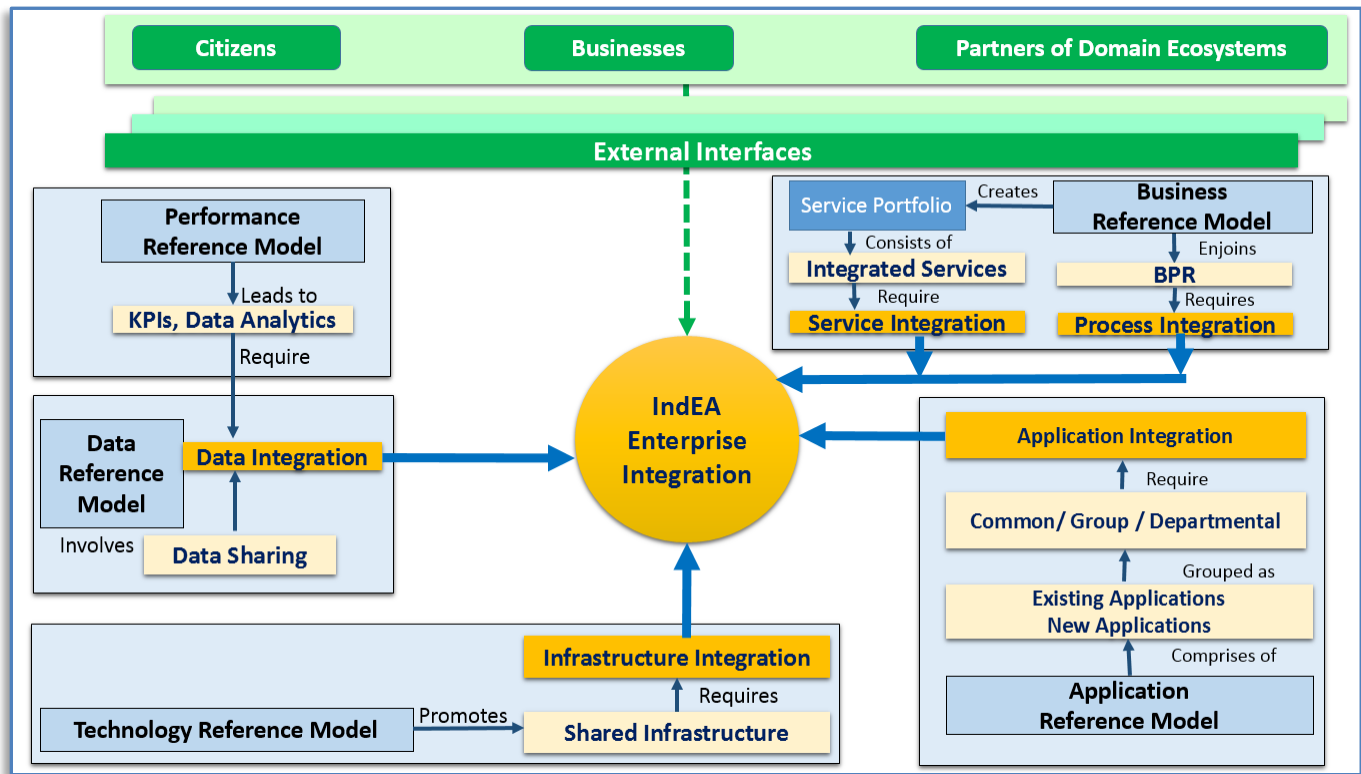 Citizens
Businesses
Partners of Domain Ecosystems
External Interfaces
Performance
Reference Model
Leads to
KPIs, Data Analytics
Require
Service Portfolio
Creates
Business
Reference Model
Consists of
Integrated Services
Require
Service Integration
Enjoins
BPR
Requires
Process Integration
IndEA
Enterprise
Integration
Data
Reference
Model
Data Integration
Involves
Data Sharing
Application Integration
Require
Common/ Group / Departmental
Grouped as
Existing Applications
New Applications
Comprises of
Application
Reference Model
Infrastructure Integration
Requires
Technology Reference Model
Promotes
Shared Infrastructure